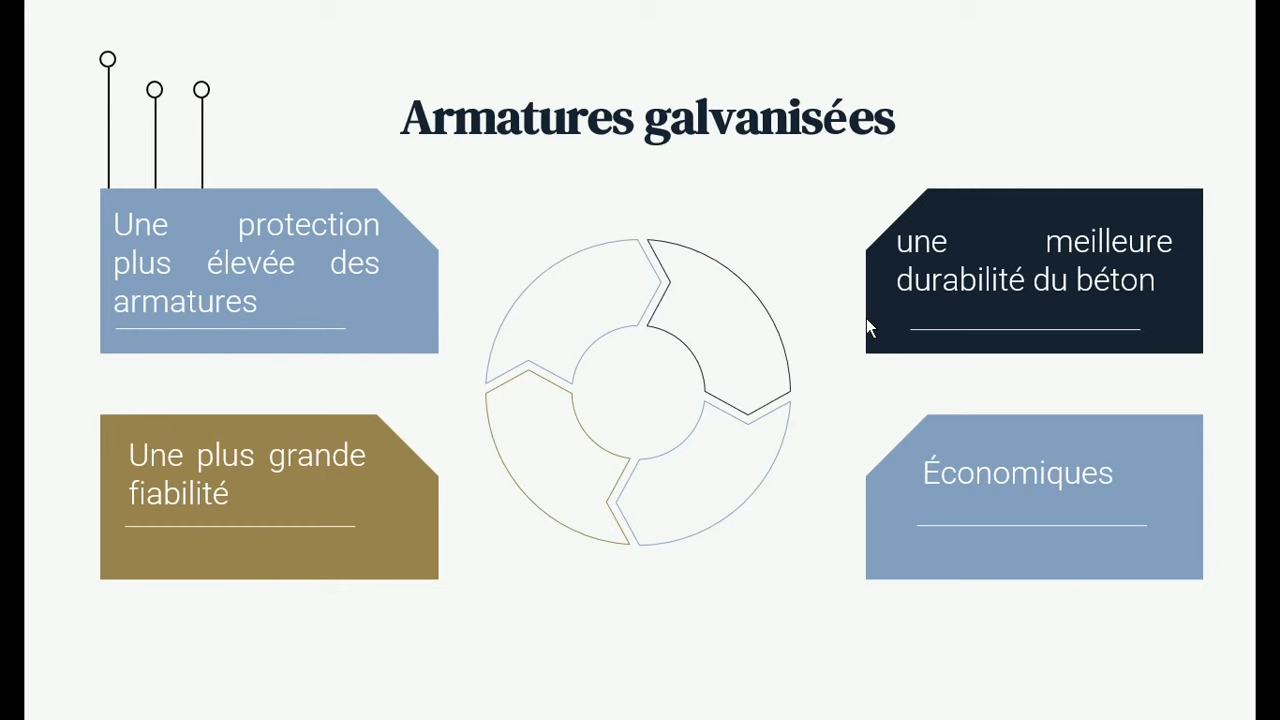 Armatures galvanisées
Une protection
plus élevée des
armatures
une meilleure
durabilité du béton
Une plus grande
fiabilité
Économiques